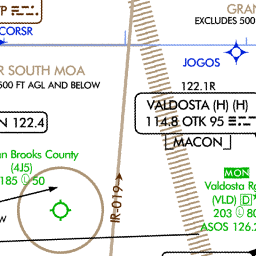 GRAN
EXCLUDES 500
CORSR
JOGOS
R SOUTH MOA
500 FT AGL AND BELOW
122.1R
VALDOSTA (H) (H)
114.8 OTK 95
N 122.4
MACON
an Brooks County
(4J5)
185 Ⓛ 50
MON
Valdosta Rg
(VLD) D
203 Ⓛ 80
ASOS 126.2
IR-019
W